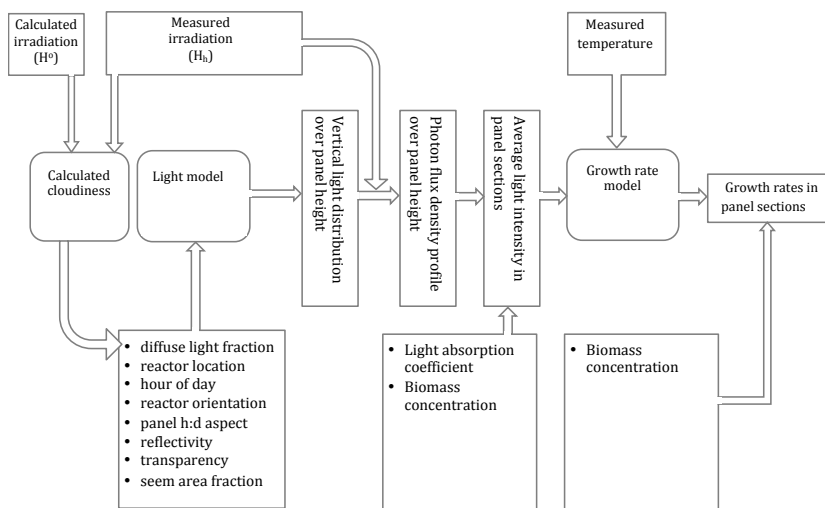 Calculated
irradiation
(Hº)
Measured
irradiation
(Hₕ)
Measured
temperature
Calculated
cloudiness
Light model
Vertical light distribution
over panel height
Photon flux density profile
over panel height
Average light intensity in
panel sections
Growth rate
model
Growth rates in
panel sections
• diffuse light fraction
• reactor location
• hour of day
• reactor orientation
• panel h:d aspect
• reflectivity
• transparency
• seem area fraction
• Light absorption
coefficient
• Biomass
concentration
• Biomass
concentration